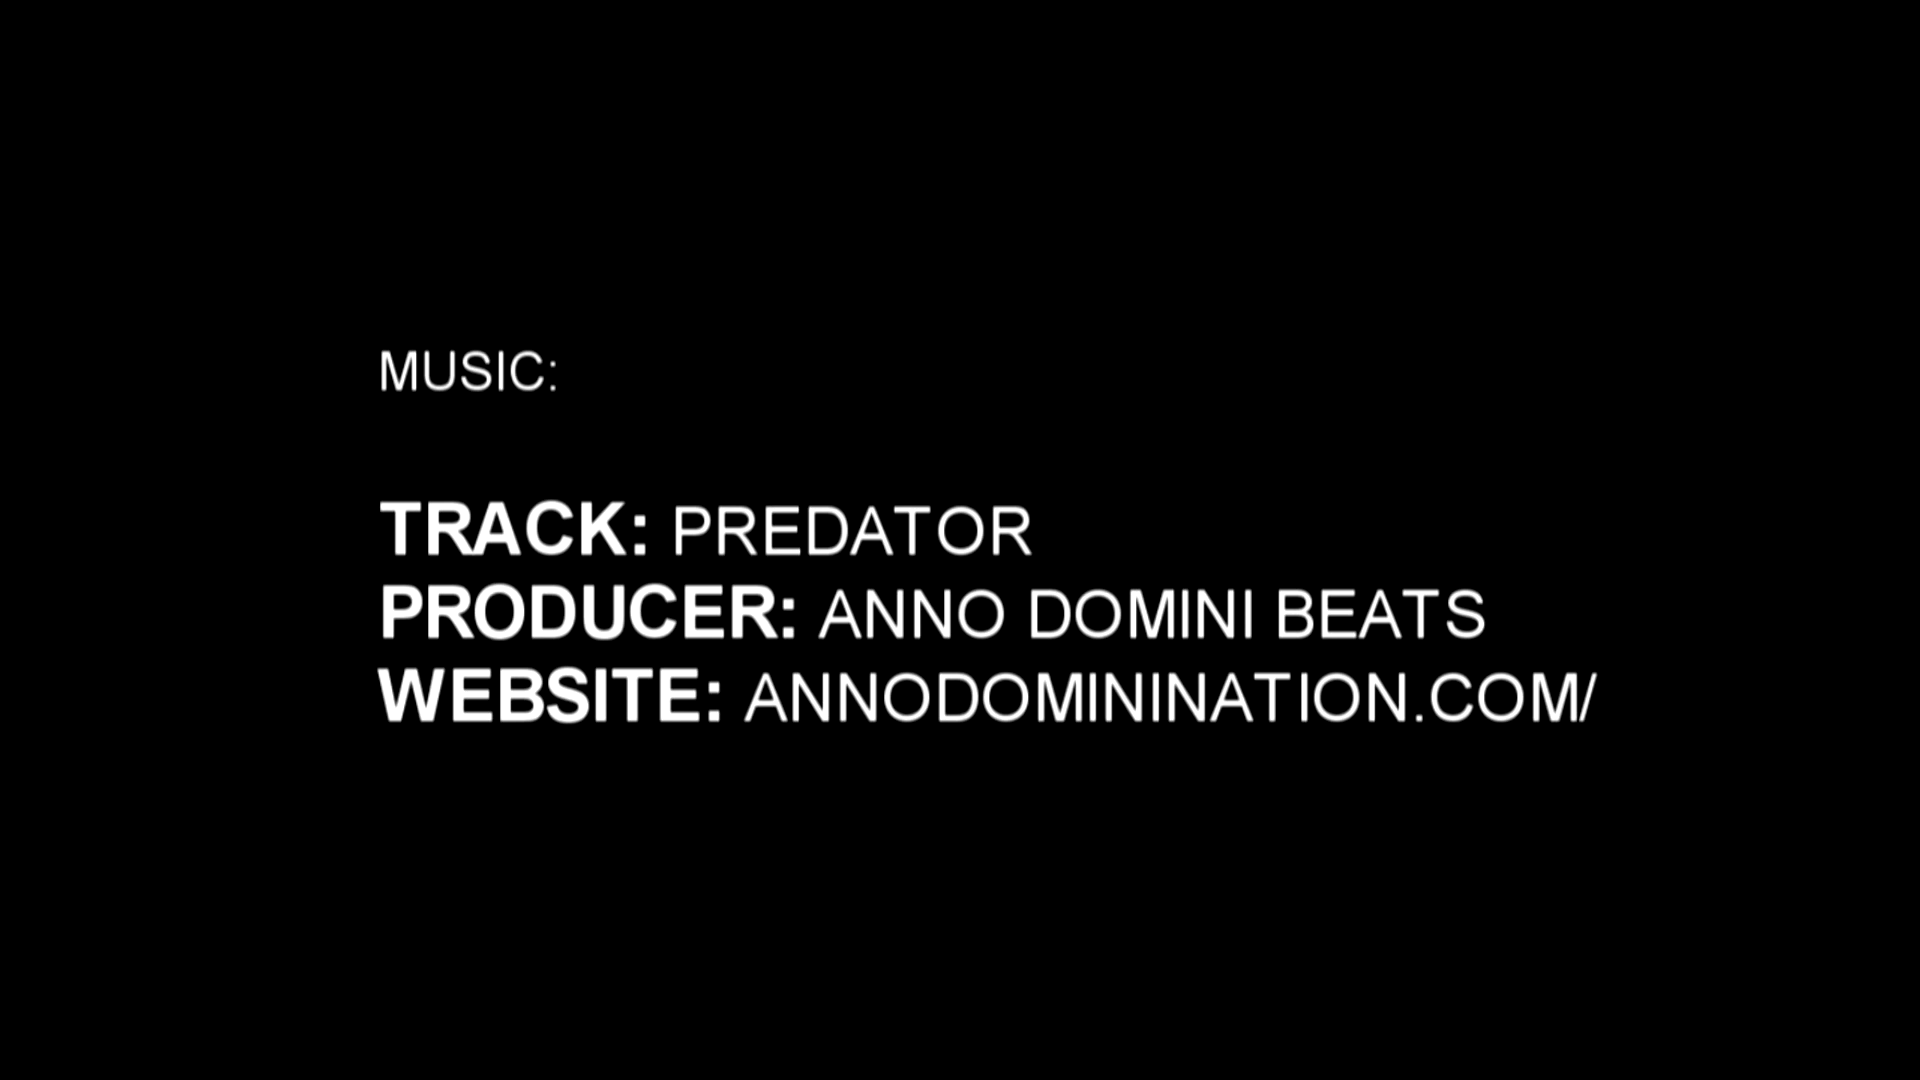 MUSIC:
TRACK: PREDATOR
PRODUCER: ANNO DOMINI BEATS
WEBSITE: ANNODOMININATION.COM/